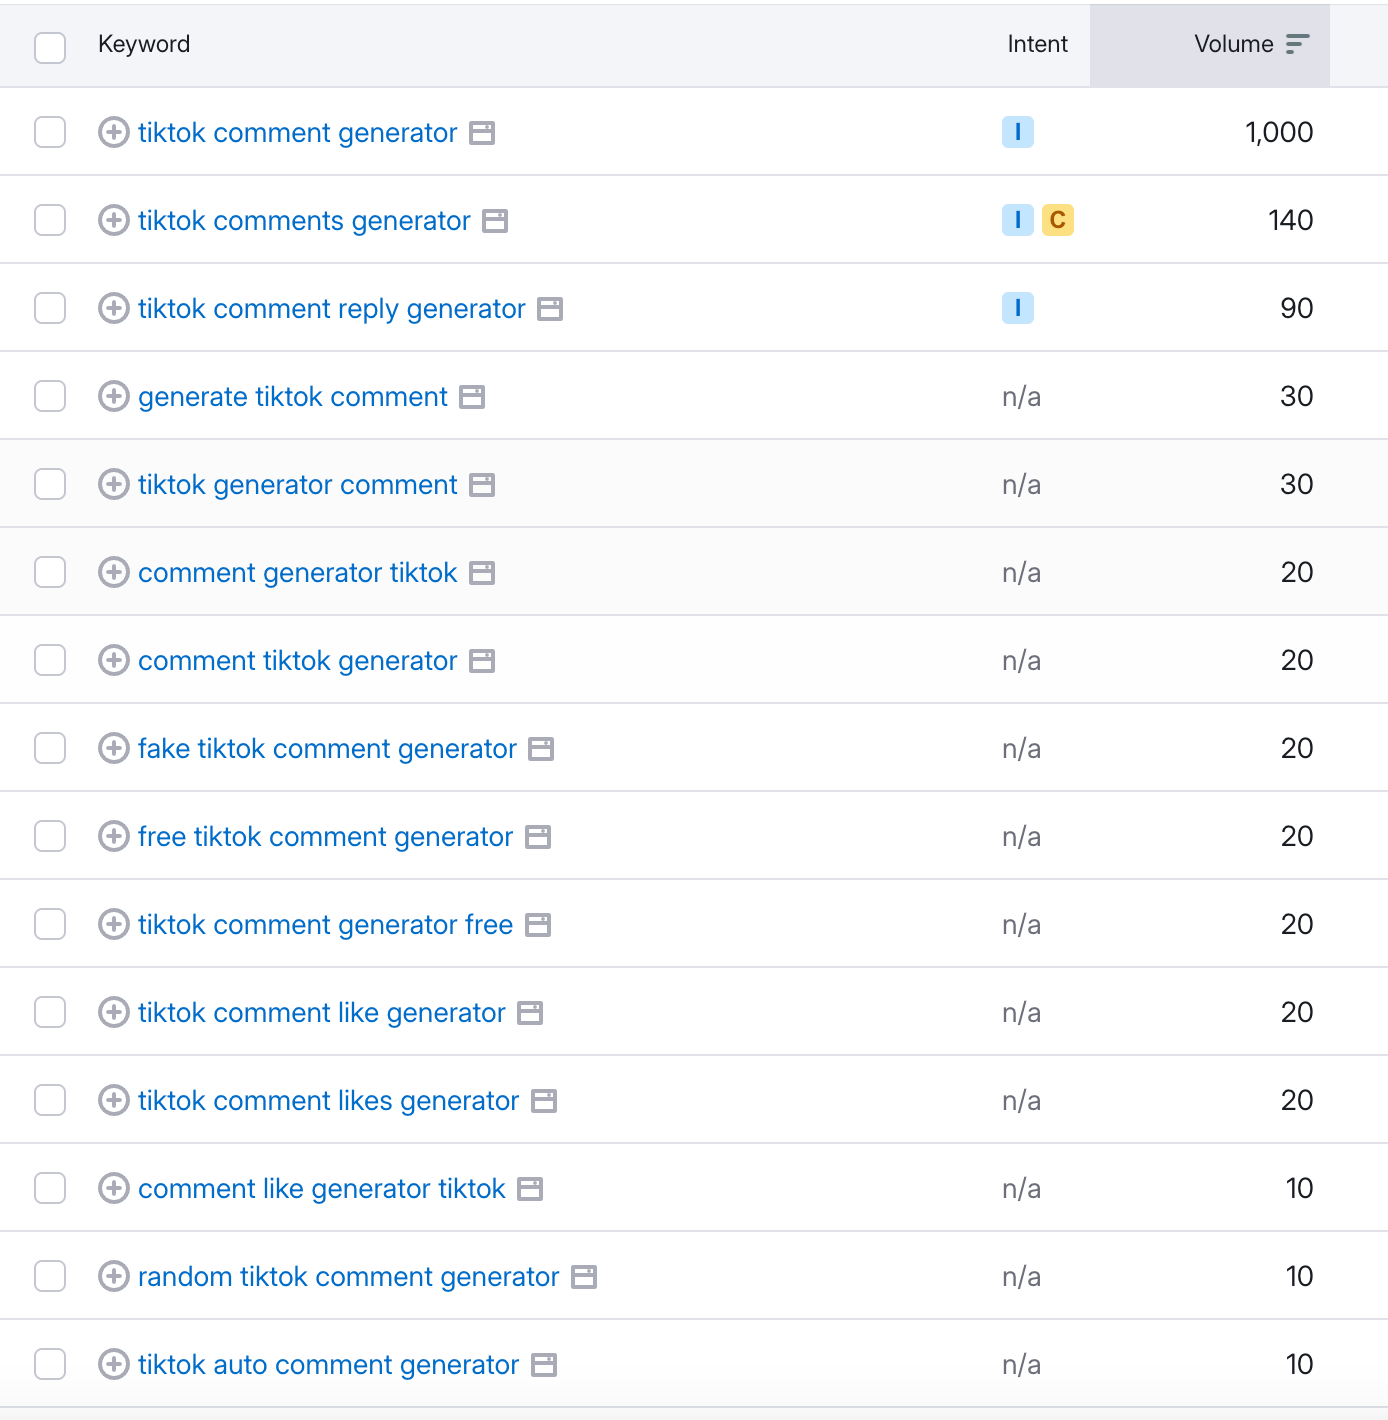 Keyword Intent Volume
tiktok comment generator I 1,000
tiktok comments generator I C 140
tiktok comment reply generator I 90
generate tiktok comment n/a 30
tiktok generator comment n/a 30
comment generator tiktok n/a 20
comment tiktok generator n/a 20
fake tiktok comment generator n/a 20
free tiktok comment generator n/a 20
tiktok comment generator free n/a 20
tiktok comment like generator n/a 20
tiktok comment likes generator n/a 20
comment like generator tiktok n/a 10
random tiktok comment generator n/a 10
tiktok auto comment generator n/a 10